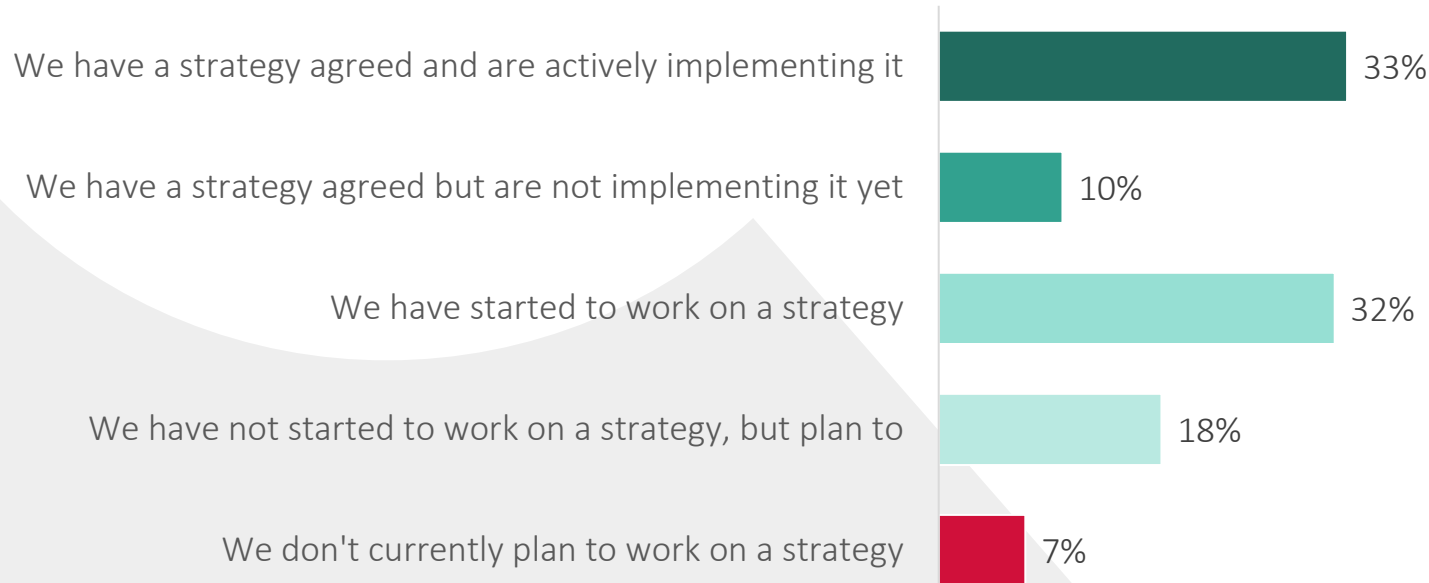 We have a strategy agreed and are actively implementing it 33%
We have a strategy agreed but are not implementing it yet 10%
We have started to work on a strategy 32%
We have not started to work on a strategy, but plan to 18%
We don't currently plan to work on a strategy 7%